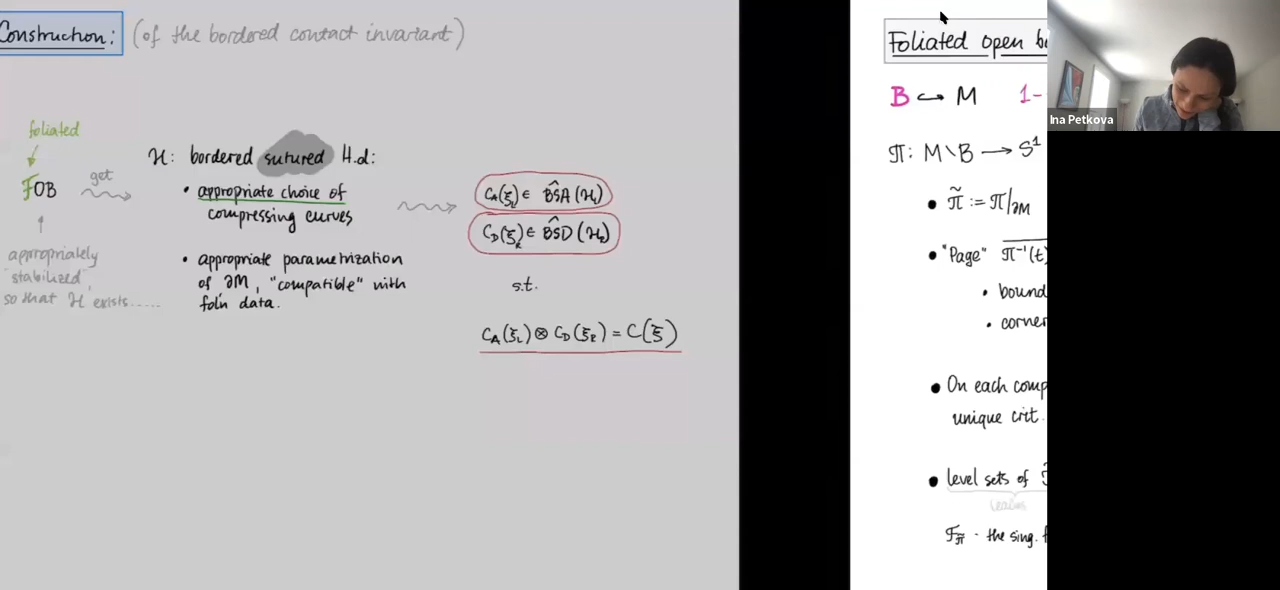 Construction: (of the bordered contact invariant)
foliated
FOB
get
appropriately
"stabilized",
so that H exists.....
H: bordered sutured H.d:
• appropriate choice of
compressing curves
• appropriate parametrization
of ∂M, "compatible" with
fol'n data.
C_A(ξ_L) ∈ B̂SA(H_1)
C_D(ξ_R) ∈ B̂SD(H_2)
s.t.
C_A(ξ_L) ⊗ C_D(ξ_R) = C(ξ)
Foliated open b
B ↪ M 1-
π: M\B → S¹
• π̃ := π|∂M
• "Page" π⁻¹(t)
• bound
• corner
• On each comp
unique crit.
• level sets of
leaves
F_π̃ - the sing. f
Ina Petkova